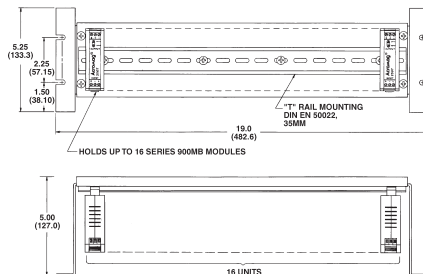 5.25
(133.3)
2.25
(57.15)
1.50
(38.10)
"T" RAIL MOUNTING
DIN EN 50022,
35MM
19.0
(482.6)
HOLDS UP TO 16 SERIES 900MB MODULES
5.00
(127.0)
16 UNITS